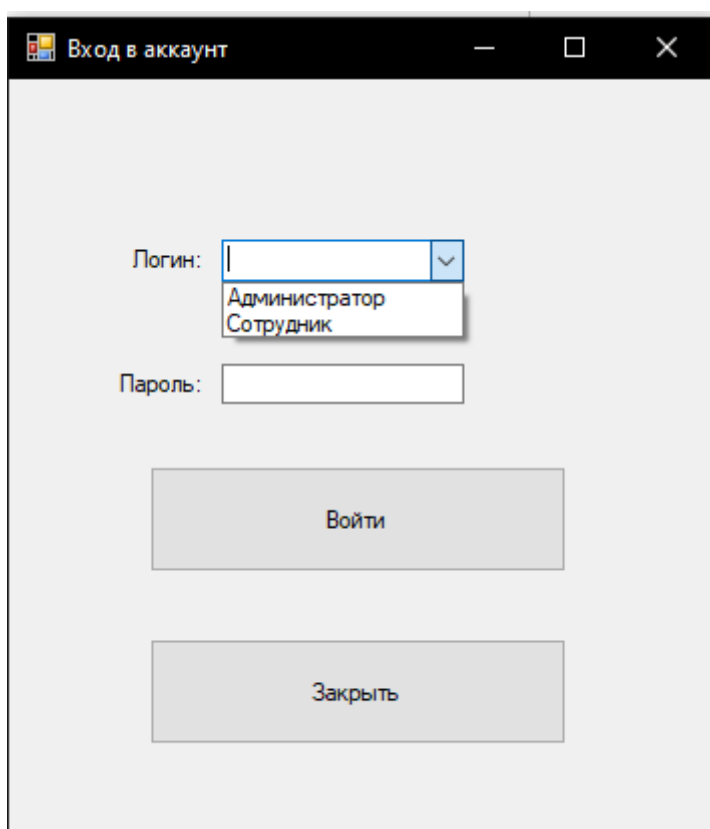 Вход в аккаунт
Логин:
Администратор
Сотрудник
Пароль:
Войти
Закрыть